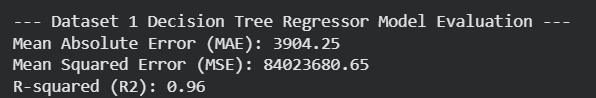 --- Dataset 1 Decision Tree Regressor Model Evaluation ---
Mean Absolute Error (MAE): 3904.25
Mean Squared Error (MSE): 84023680.65
R-squared (R2): 0.96